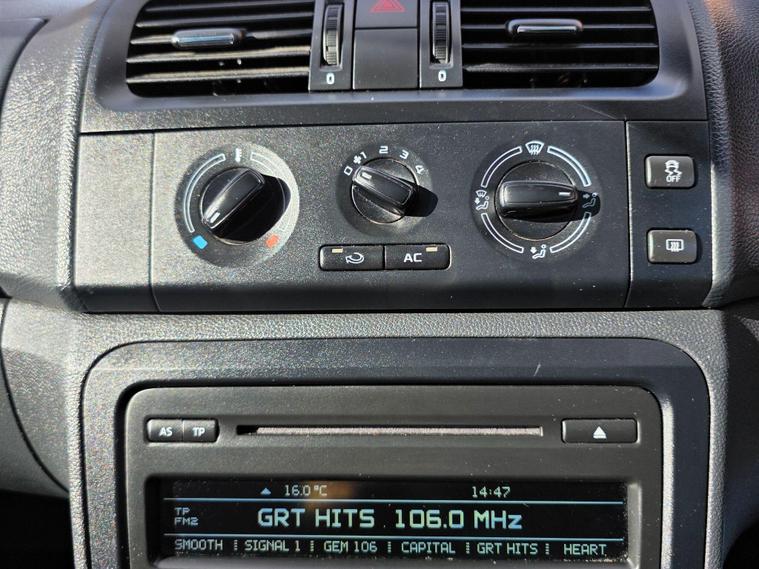 0 0
0 1 2 3 4
OFF
AC
AS TP
16.0 °C 14:47
TP
FM2
GRT HITS 106.0 MHz
SMOOTH SIGNAL 1 GEM 106 CAPITAL GRT HITS HEART